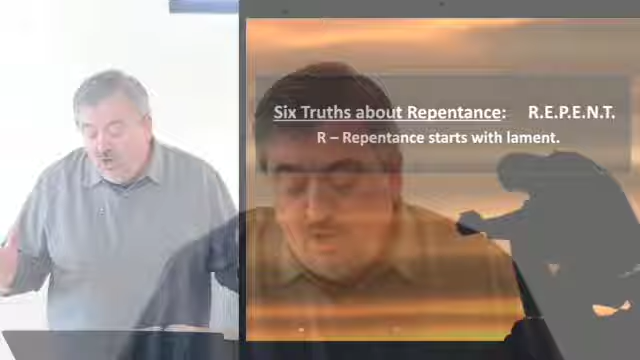 Six Truths about Repentance: R.E.P.E.N.T.
R – Repentance starts with lament.